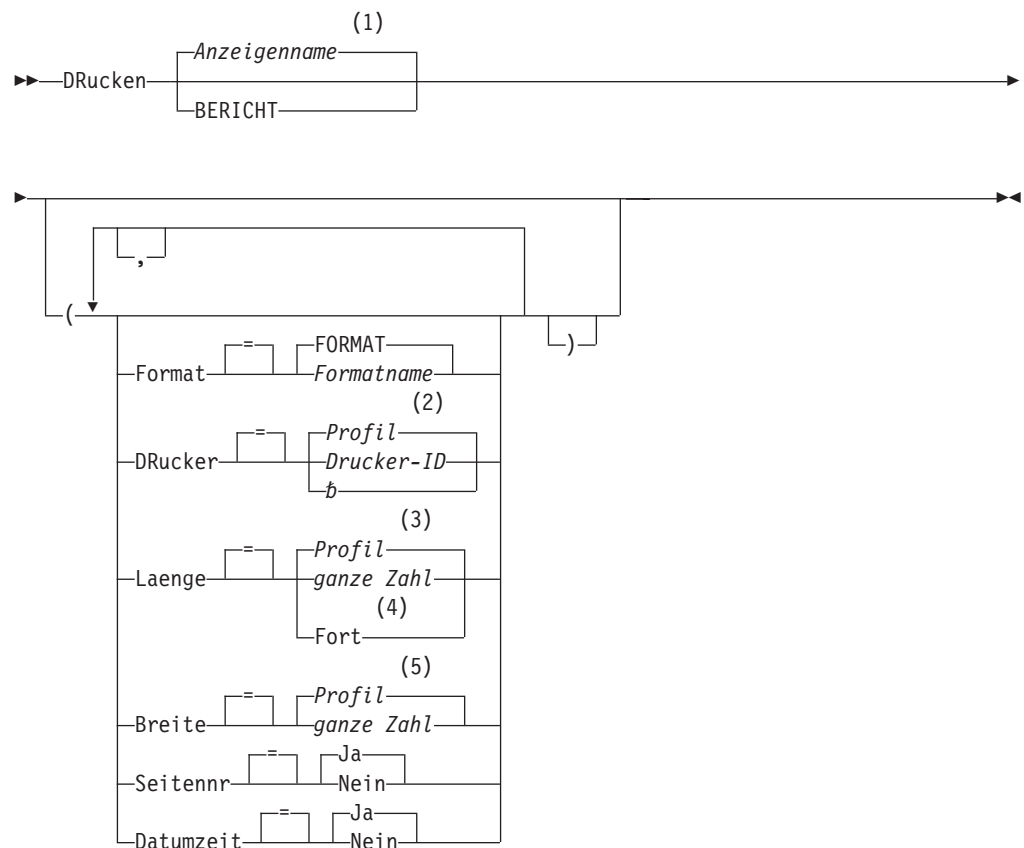 (1)
Anzeigenname
DRucken
BERICHT
,
(
)
= FORMAT
Format Formatname
(2)
= Profil
DRucker Drucker-ID
ƀ
(3)
= Profil
Laenge ganze Zahl
(4)
Fort
(5)
= Profil
Breite ganze Zahl
= Ja
Seitennr Nein
= Ja
Datumzeit Nein